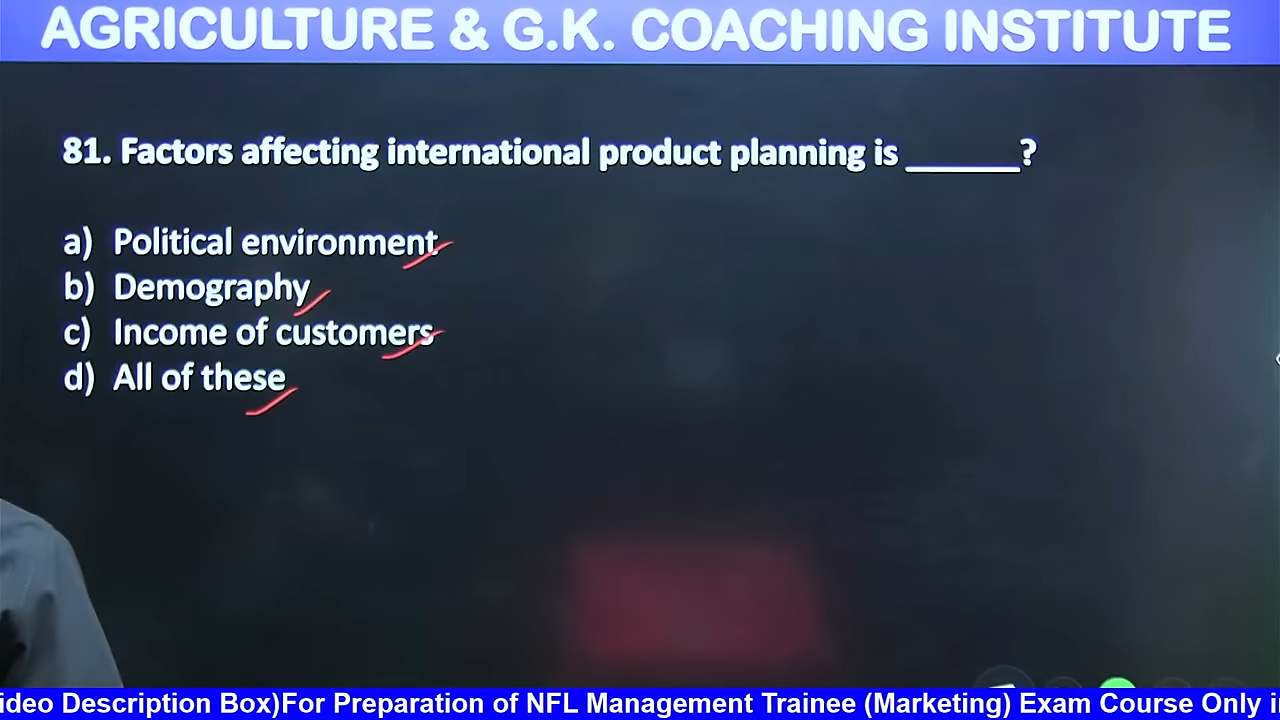 AGRICULTURE & G.K. COACHING INSTITUTE
81. Factors affecting international product planning is ______?
a) Political environment
b) Demography
c) Income of customers
d) All of these
ideo Description Box)For Preparation of NFL Management Trainee (Marketing) Exam Course Only i